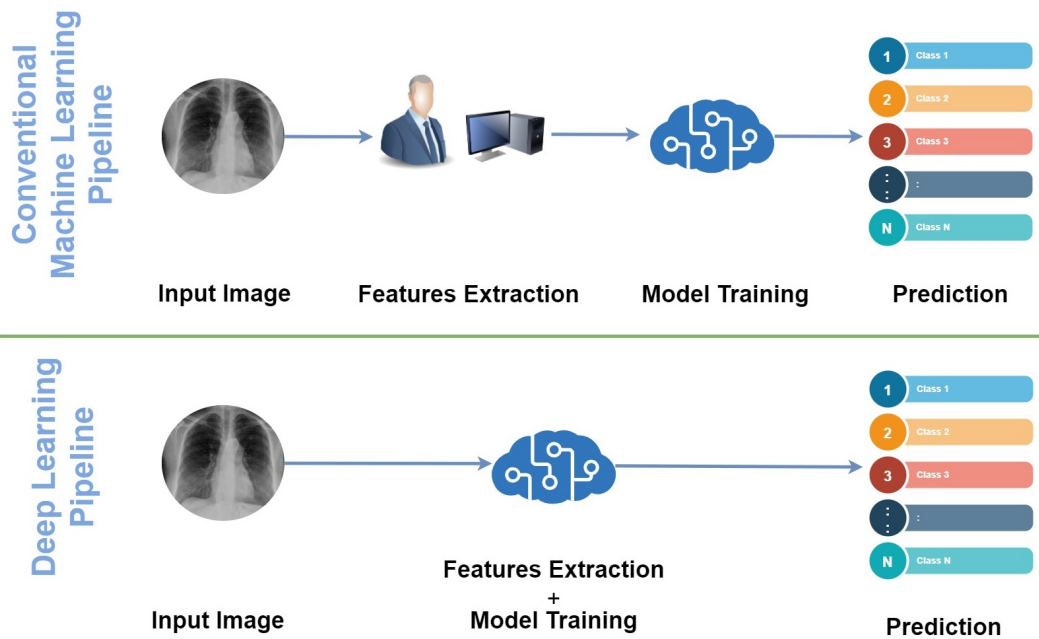 Conventional
Machine Learning
Pipeline
1 Class 1
2 Class 2
3 Class 3
⋮ :
N Class N
Input Image
Features Extraction
Model Training
Prediction
Deep Learning
Pipeline
1 Class 1
2 Class 2
3 Class 3
⋮ :
N Class N
Input Image
Features Extraction
+
Model Training
Prediction